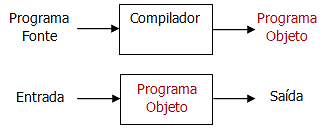 Programa Fonte
Compilador
Programa Objeto
Entrada
Programa Objeto
Saída